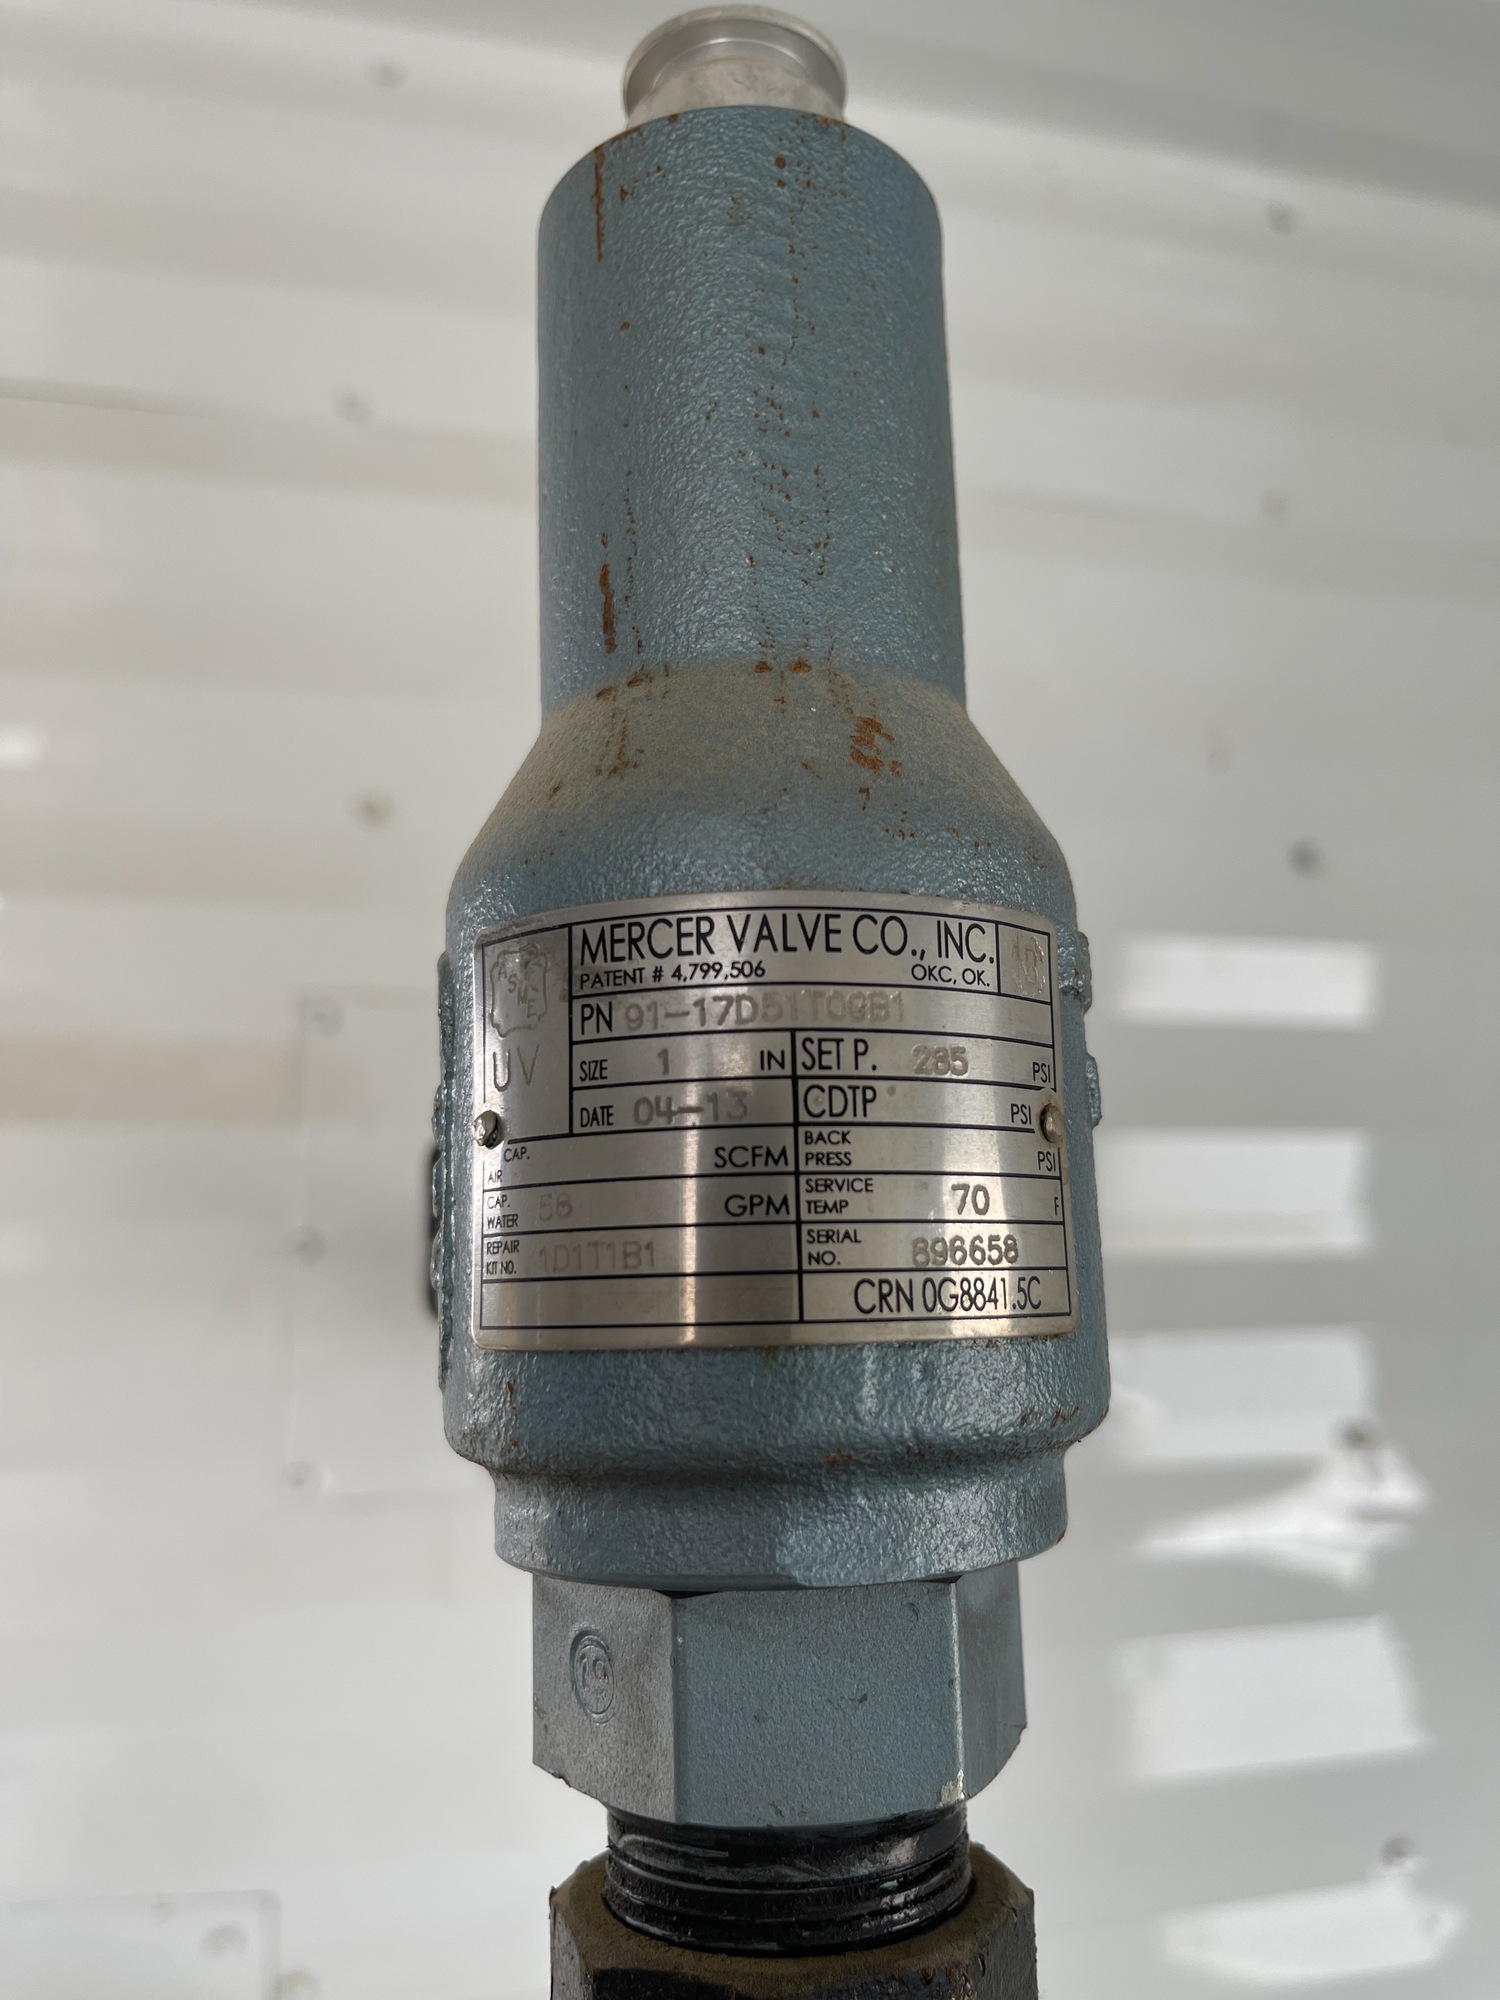 MERCER VALVE CO., INC.
PATENT # 4,799,506 OKC, OK.
ASME
UV
PN 91-17D51T09B1
SIZE 1 IN SET P. 285 PSI
DATE 04-13 CDTP PSI
CAP. AIR SCFM BACK PRESS PSI
CAP. WATER 58 GPM SERVICE TEMP 70 F
REPAIR KIT NO. 1D1T1B1 SERIAL NO. 896658
CRN 0G8841.5C